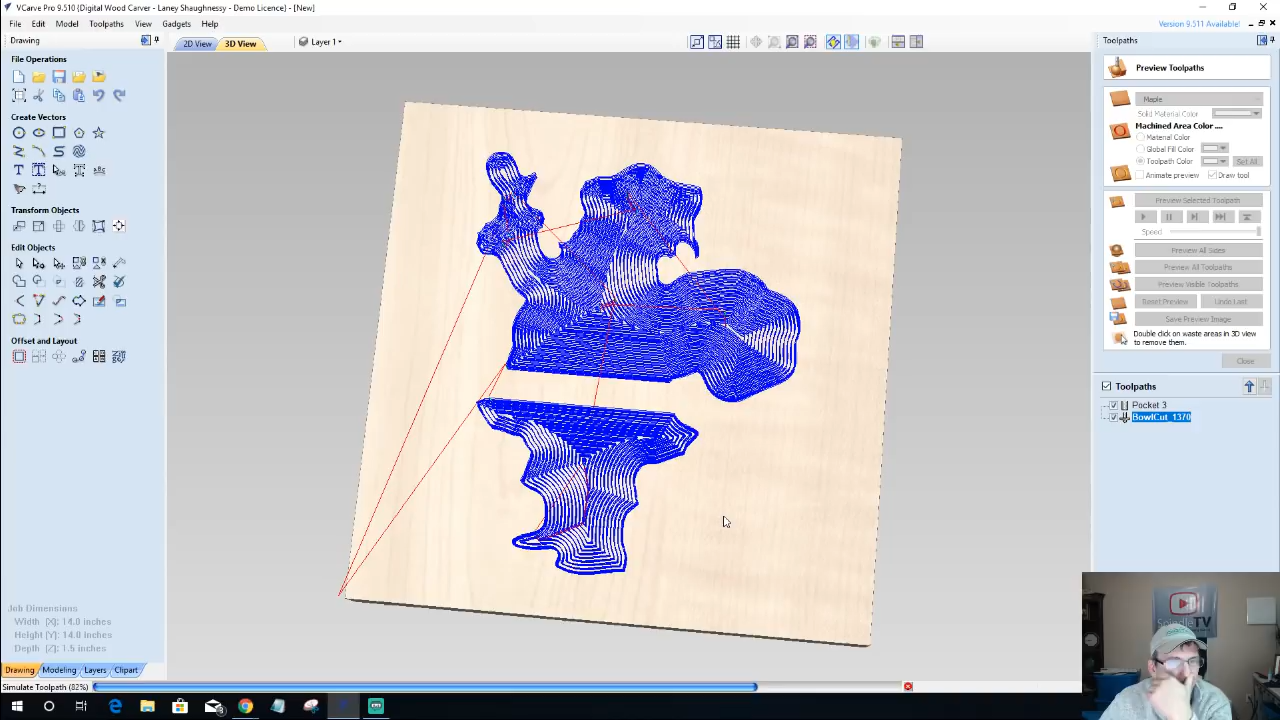 VCarve Pro 9.510 {Digital Wood Carver - Laney Shaughnessy - Demo Licence} - [New]
File Edit Model Toolpaths View Gadgets Help
Version 9.511 Available!
Drawing
2D View 3D View Layer 1
Toolpaths
File Operations
Create Vectors
Transform Objects
Edit Objects
Offset and Layout
Job Dimensions
Width (X): 14.0 inches
Height (Y): 14.0 inches
Depth (Z): 1.5 inches
Drawing Modeling Layers Clipart
Simulate Toolpath (82%)
Preview Toolpaths
Maple
Solid Material Color
Machined Area Color ....
Material Color
Global Fill Color
Toolpath Color Set All
Animate preview Draw tool
Preview Selected Toolpath
Speed
Preview All Sides
Preview All Toolpaths
Preview Visible Toolpaths
Reset Preview Undo Last
Save Preview Image
Double click on waste areas in 3D view
to remove them.
Close
Toolpaths
Pocket 3
BowlCut_1370
SpindleTV